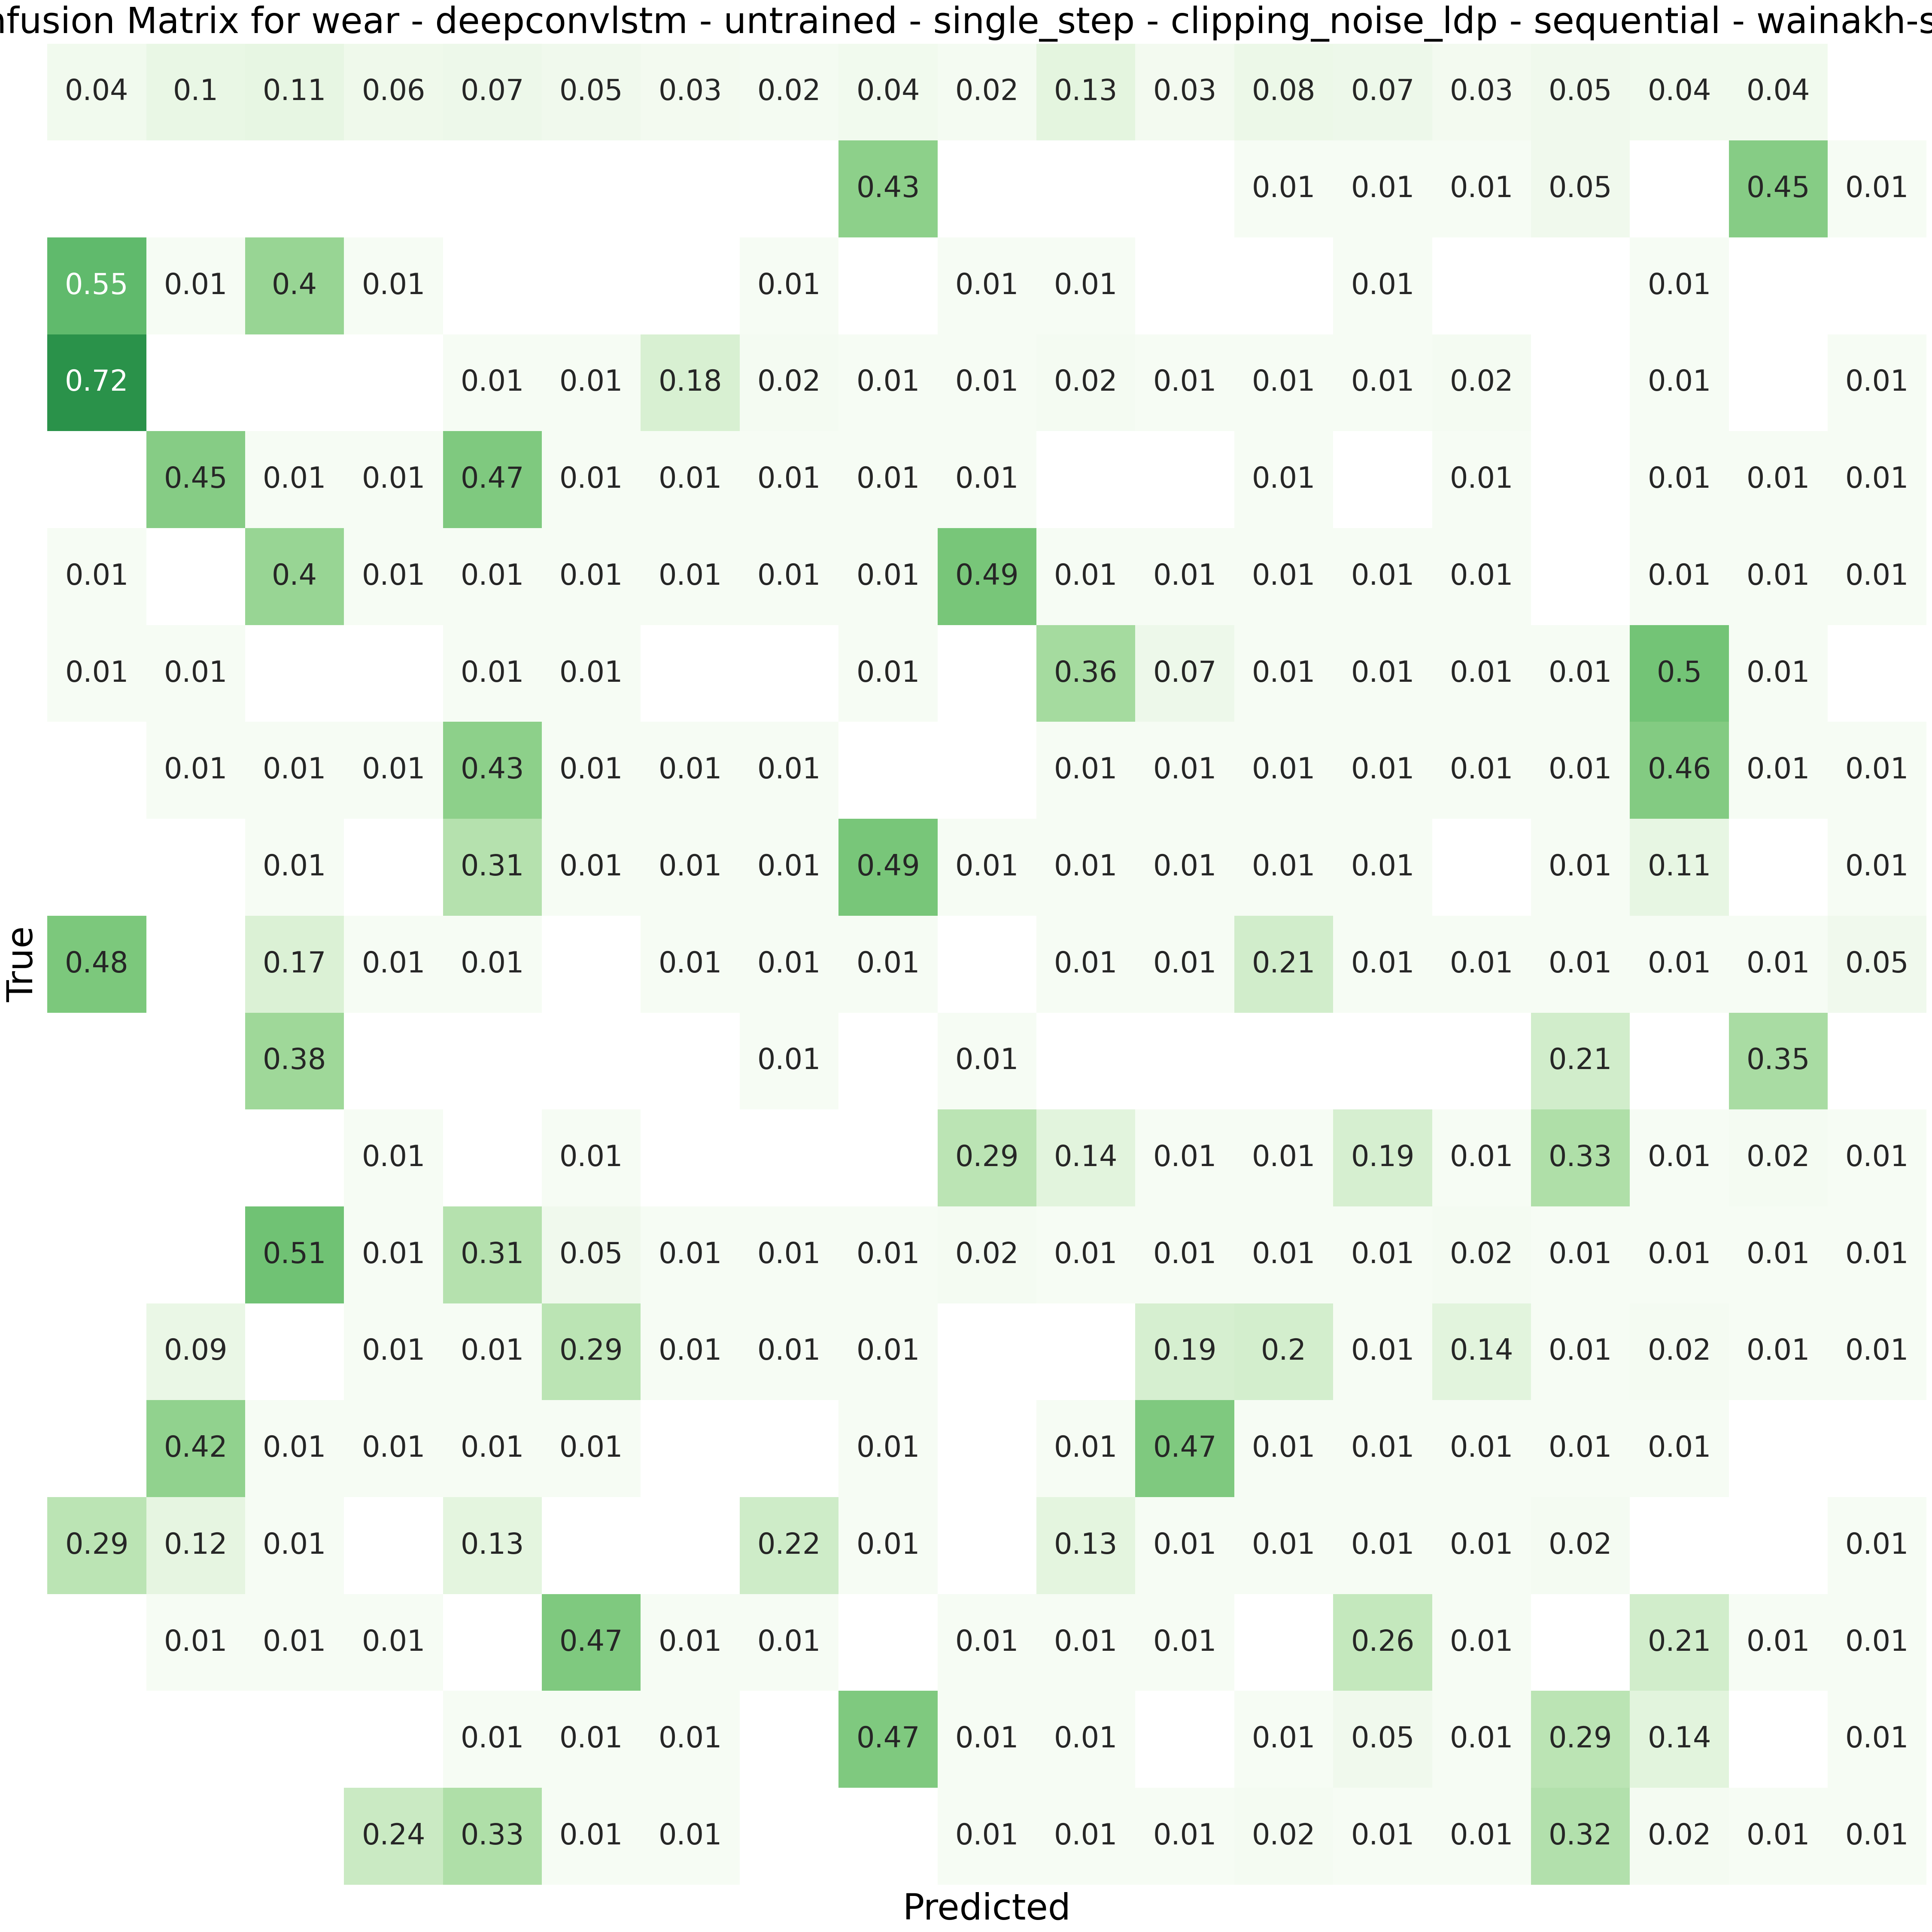 nfusion Matrix for wear - deepconvlstm - untrained - single_step - clipping_noise_ldp - sequential - wainakh-s
0.04 0.1 0.11 0.06 0.07 0.05 0.03 0.02 0.04 0.02 0.13 0.03 0.08 0.07 0.03 0.05 0.04 0.04
0.43 0.01 0.01 0.01 0.05 0.45 0.01
0.55 0.01 0.4 0.01 0.01 0.01 0.01 0.01 0.01
0.72 0.01 0.01 0.18 0.02 0.01 0.01 0.02 0.01 0.01 0.01 0.02 0.01 0.01
0.45 0.01 0.01 0.47 0.01 0.01 0.01 0.01 0.01 0.01 0.01 0.01 0.01 0.01
0.01 0.4 0.01 0.01 0.01 0.01 0.01 0.01 0.49 0.01 0.01 0.01 0.01 0.01 0.01 0.01 0.01
0.01 0.01 0.01 0.01 0.01 0.36 0.07 0.01 0.01 0.01 0.01 0.5 0.01
0.01 0.01 0.01 0.43 0.01 0.01 0.01 0.01 0.01 0.01 0.01 0.01 0.01 0.46 0.01 0.01
0.01 0.31 0.01 0.01 0.01 0.49 0.01 0.01 0.01 0.01 0.01 0.01 0.11 0.01
True
0.48 0.17 0.01 0.01 0.01 0.01 0.01 0.01 0.01 0.21 0.01 0.01 0.01 0.01 0.01 0.05
0.38 0.01 0.01 0.21 0.35
0.01 0.01 0.29 0.14 0.01 0.01 0.19 0.01 0.33 0.01 0.02 0.01
0.51 0.01 0.31 0.05 0.01 0.01 0.01 0.02 0.01 0.01 0.01 0.01 0.02 0.01 0.01 0.01 0.01
0.09 0.01 0.01 0.29 0.01 0.01 0.01 0.19 0.2 0.01 0.14 0.01 0.02 0.01 0.01
0.42 0.01 0.01 0.01 0.01 0.01 0.01 0.47 0.01 0.01 0.01 0.01 0.01
0.29 0.12 0.01 0.13 0.22 0.01 0.13 0.01 0.01 0.01 0.01 0.02 0.01
0.01 0.01 0.01 0.47 0.01 0.01 0.01 0.01 0.01 0.26 0.01 0.21 0.01 0.01
0.01 0.01 0.01 0.47 0.01 0.01 0.01 0.05 0.01 0.29 0.14 0.01
0.24 0.33 0.01 0.01 0.01 0.01 0.01 0.02 0.01 0.01 0.32 0.02 0.01 0.01
Predicted